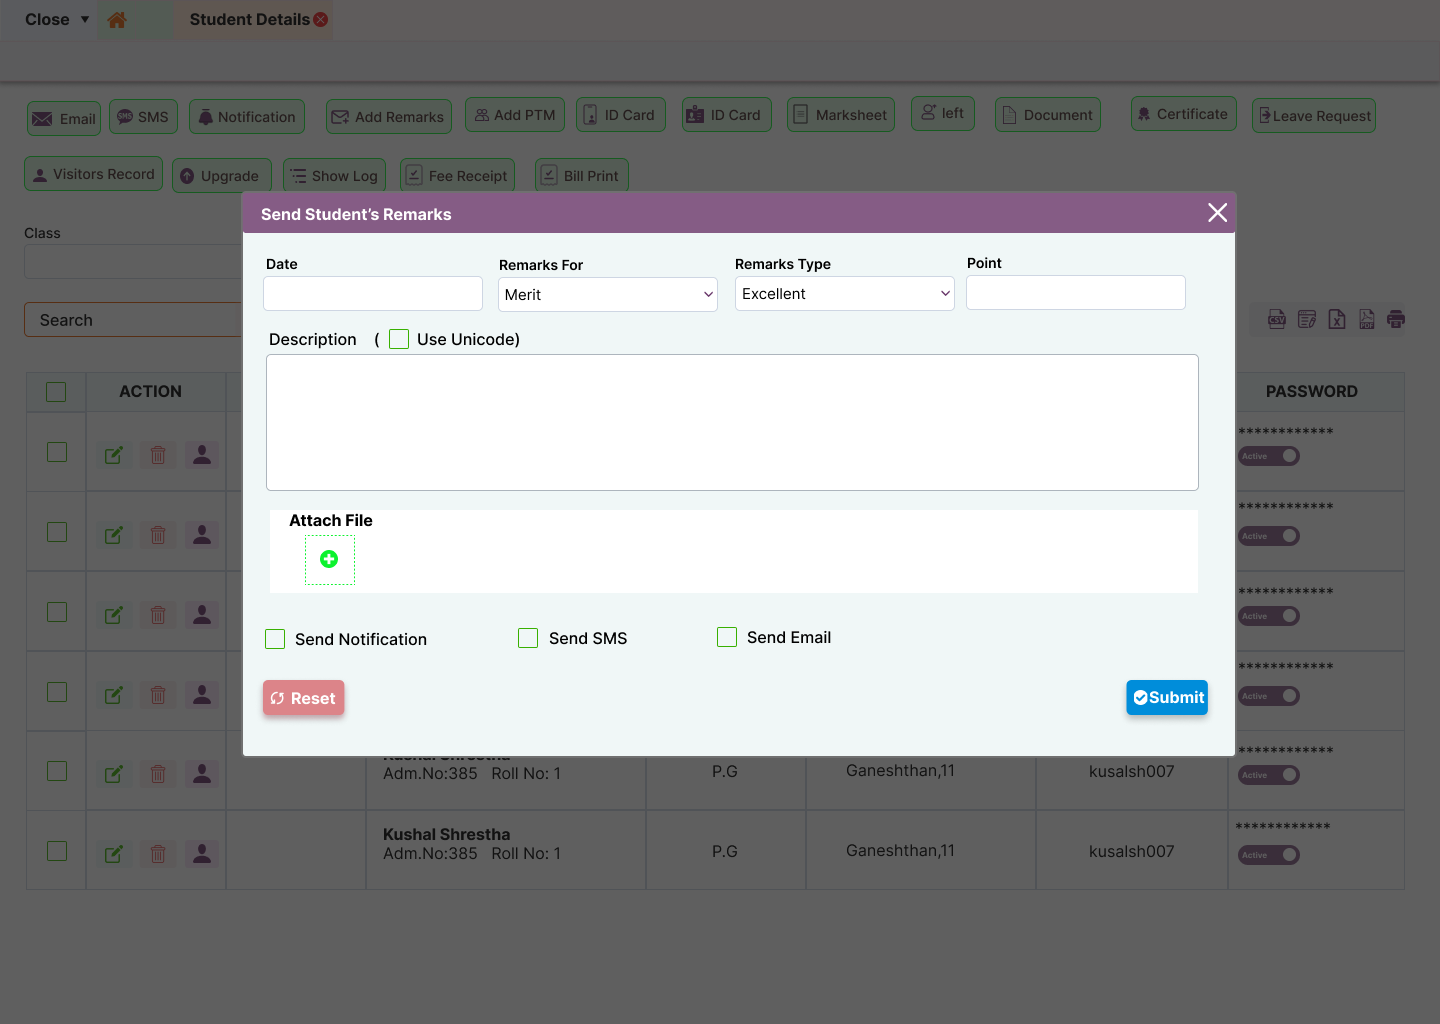 Close ▼ Student Details
Email SMS Notification Add Remarks Add PTM ID Card ID Card Marksheet left Document Certificate Leave Request
Visitors Record Upgrade Show Log Fee Receipt Bill Print
Send Student’s Remarks
Class
Date Remarks For Remarks Type Point
Merit Excellent
Search
CSV PDF
Description ( Use Unicode)
ACTION PASSWORD
************
Active
************
Active
Attach File
************
Active
Send Notification Send SMS Send Email
************
Active
Reset Submit
************
Adm.No:385 Roll No: 1 P.G Ganeshthan,11 kusalsh007 Active
Kushal Shrestha ************
Adm.No:385 Roll No: 1 P.G Ganeshthan,11 kusalsh007 Active